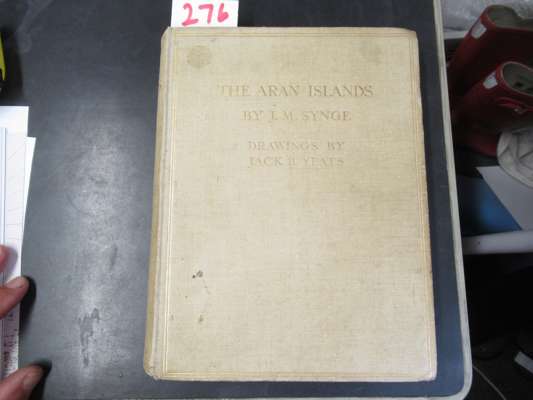 276
THE ARAN ISLANDS
BY J. M. SYNGE
DRAWINGS BY
JACK B. YEATS